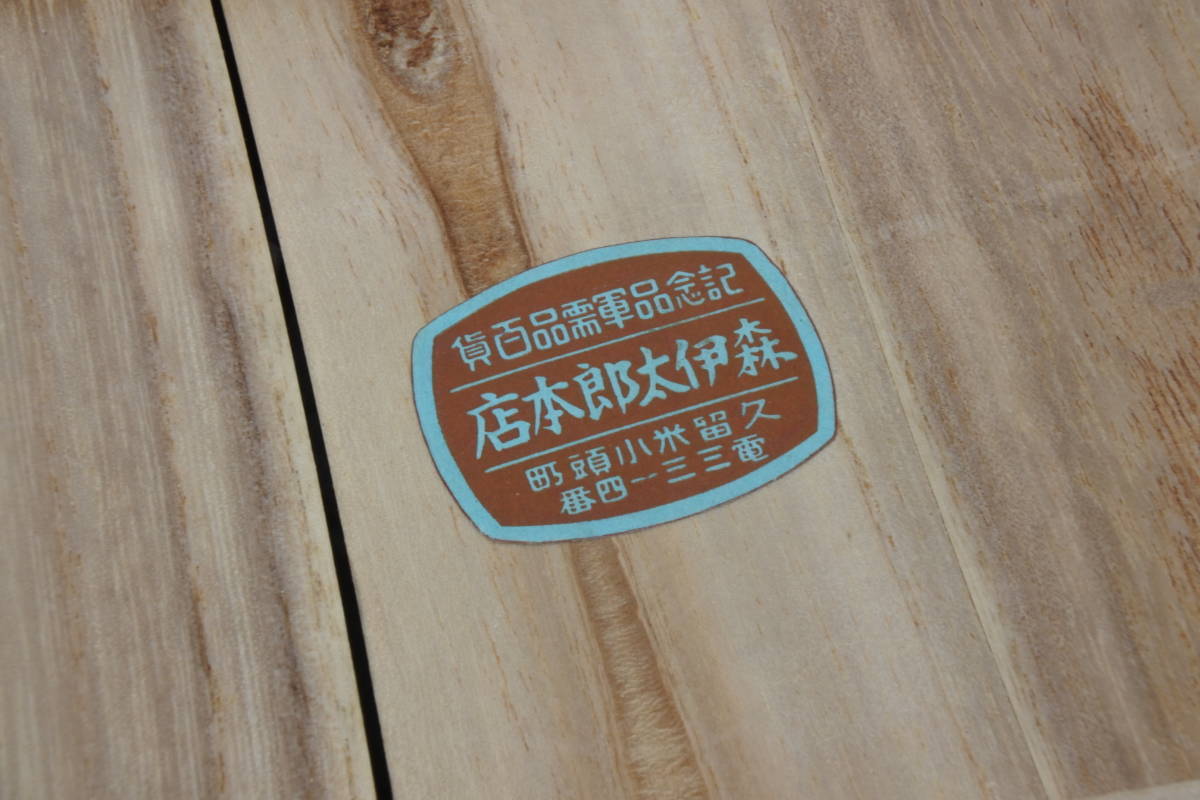 記念品軍需品百貨
森伊太郎本店
久留米小頭町
電三三一四番